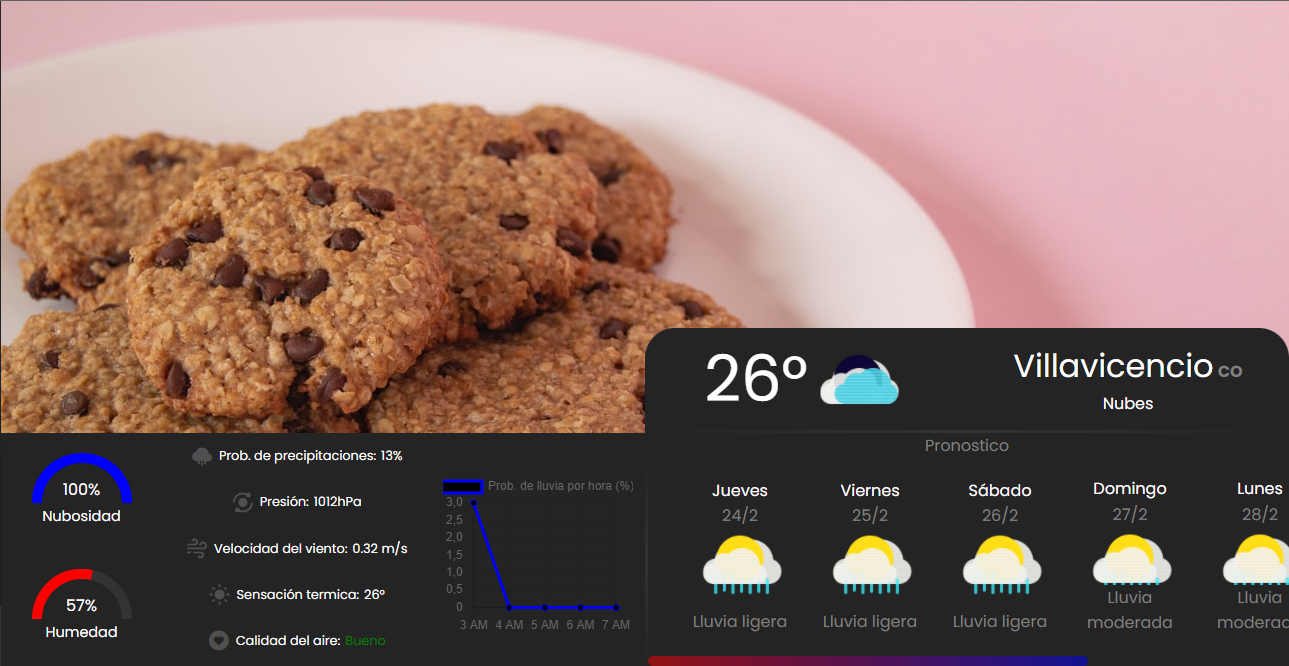 26°
Villavicencio co
Nubes
Pronostico
Jueves
24/2
Lluvia ligera
Viernes
25/2
Lluvia ligera
Sábado
26/2
Lluvia ligera
Domingo
27/2
Lluvia
moderada
Lunes
28/2
Lluvia
moderac
100%
Nubosidad
57%
Humedad
Prob. de precipitaciones: 13%
Presión: 1012hPa
Velocidad del viento: 0.32 m/s
Sensación termica: 26°
Calidad del aire: Bueno
Prob. de lluvia por hora (%)
3,0
2,5
2,0
1,5
1,0
0,5
0
3 AM 4 AM 5 AM 6 AM 7 AM